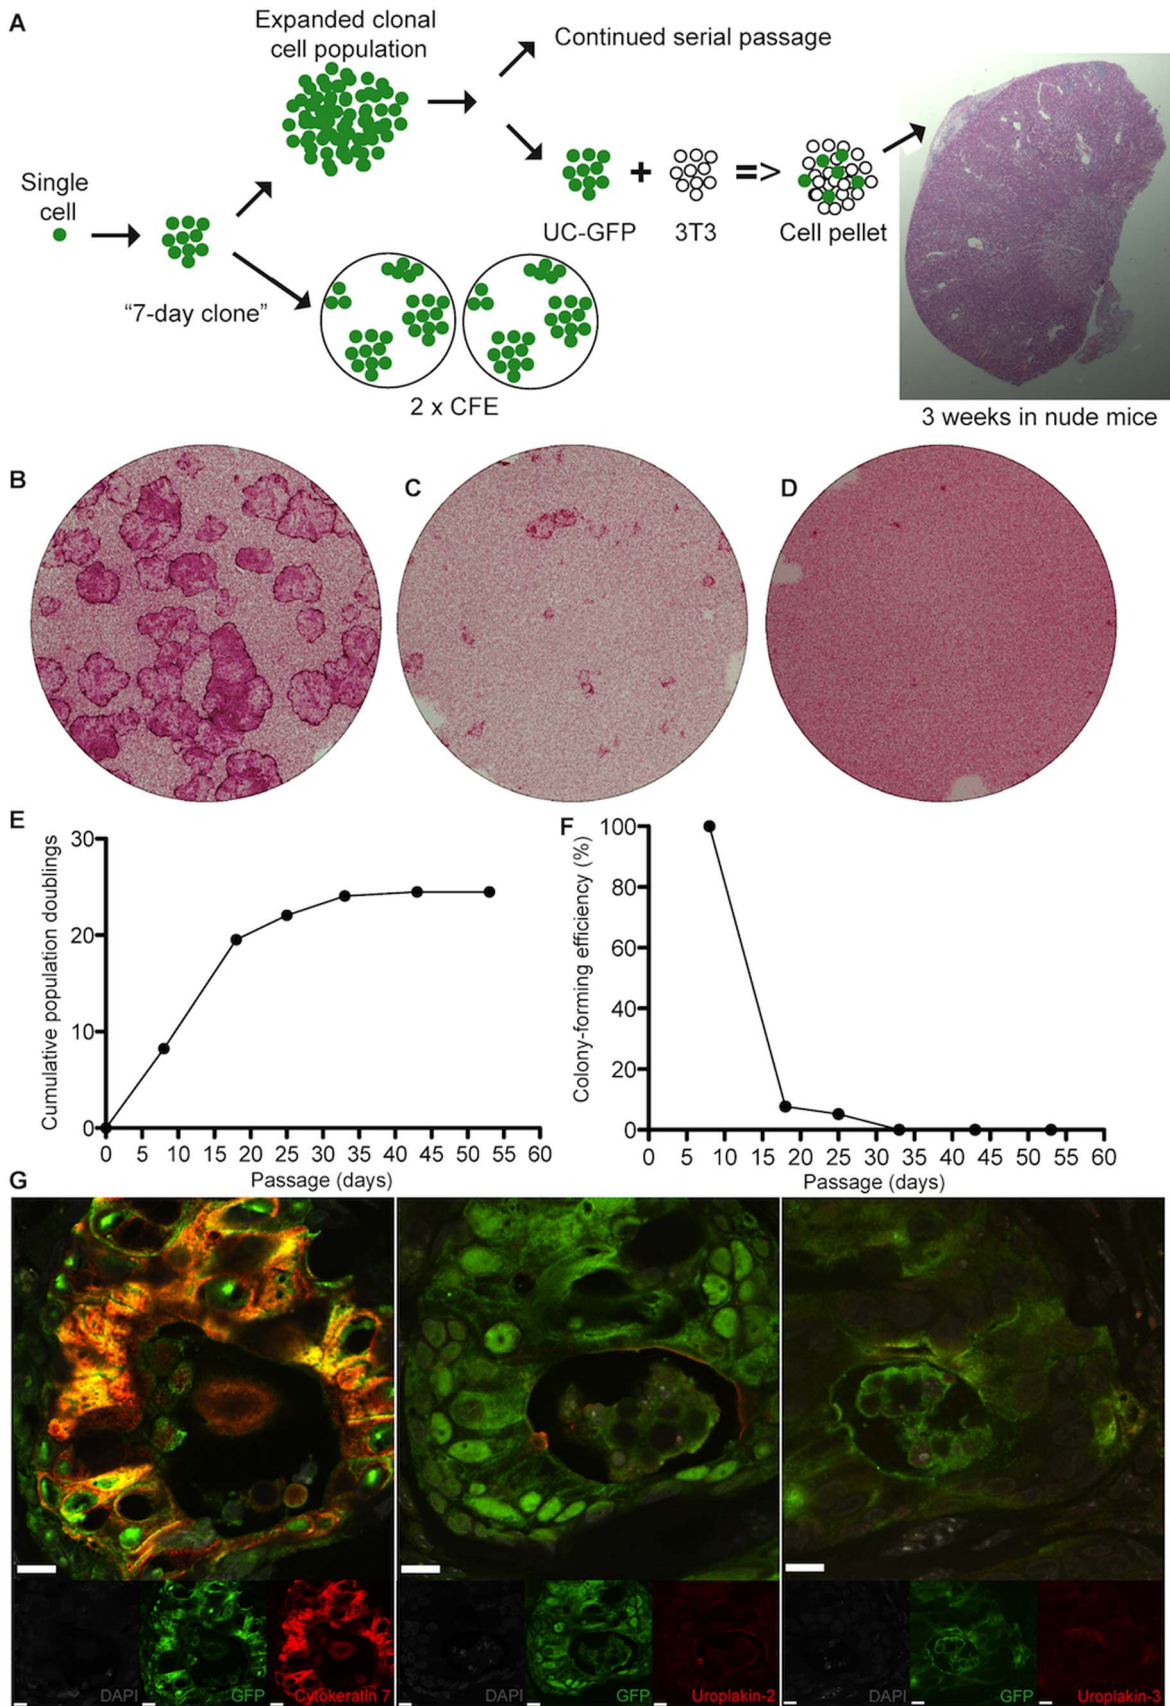 A
Expanded clonal
cell population
Continued serial passage
Single
cell
"7-day clone"
UC-GFP
+
3T3
=>
Cell pellet
2 x CFE
3 weeks in nude mice
B
C
D
E
Cumulative population doublings
30
20
10
0
0 5 10 15 20 25 30 35 40 45 50 55 60
Passage (days)
F
Colony-forming efficiency (%)
100
80
60
40
20
0
0 5 10 15 20 25 30 35 40 45 50 55 60
Passage (days)
G
DAPI
GFP
Cytokeratin 7
DAPI
GFP
Uroplakin-2
DAPI
GFP
Uroplakin-3